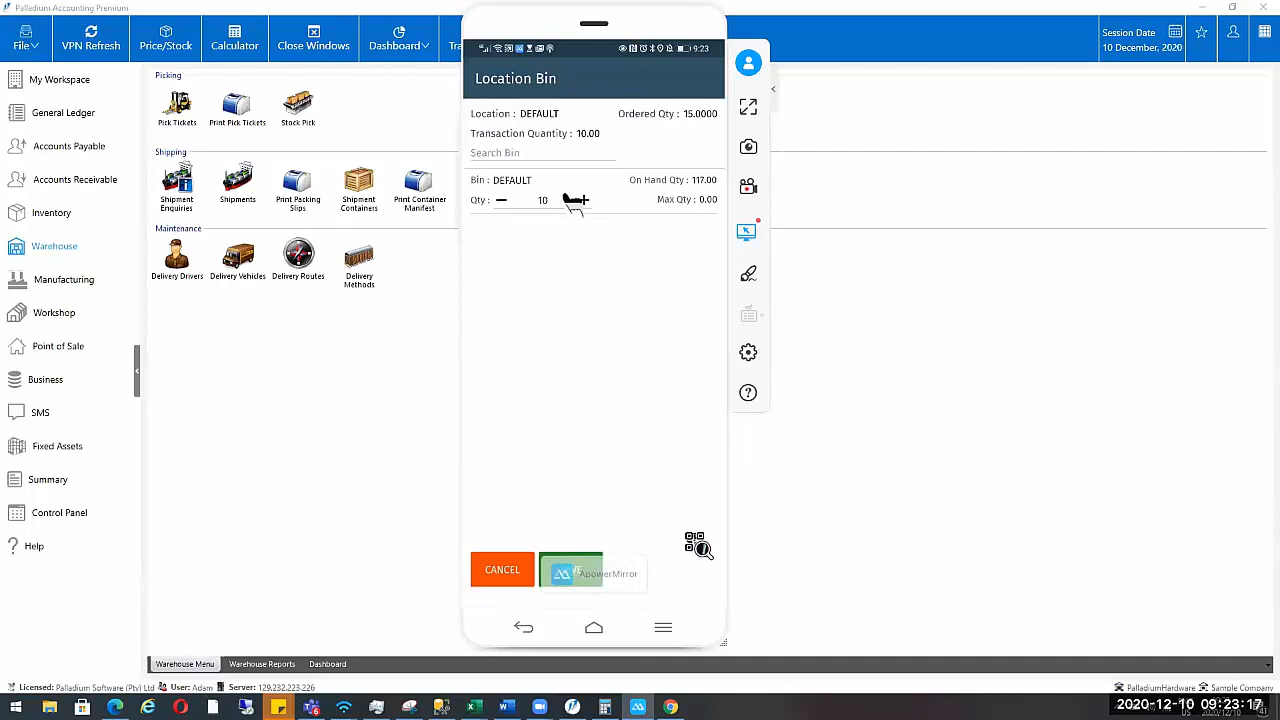 Palladium Accounting Premium
File
VPN Refresh
Price/Stock
Calculator
Close Windows
Dashboard
Tra
Session Date
10 December, 2020
My Workspace
General Ledger
Accounts Payable
Accounts Receivable
Inventory
Warehouse
Manufacturing
Workshop
Point of Sale
Business
SMS
Fixed Assets
Summary
Control Panel
Help
Picking
Pick Tickets
Print Pick Tickets
Stock Pick
Shipping
Shipment Enquiries
Shipments
Print Packing Slips
Shipment Containers
Print Container Manifest
Maintenance
Delivery Drivers
Delivery Vehicles
Delivery Routes
Delivery Methods
9:23
Location Bin
Location : DEFAULT Ordered Qty : 15.0000
Transaction Quantity : 10.00
Search Bin
Bin : DEFAULT On Hand Qty : 117.00
Qty : 10 Max Qty : 0.00
CANCEL
ApowerMirror
Warehouse Menu Warehouse Reports Dashboard
Licensed: Palladium Software (Pty) Ltd User: Adam Server: 129.232.223.226
PalladiumHardware Sample Company
2020-12-10 09:23:17